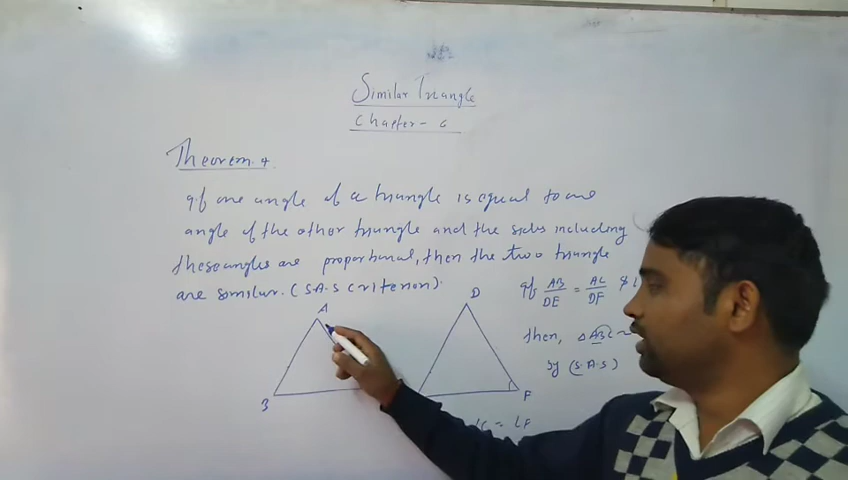 Similar Triangle
Chapter - 6
Theorem. 4.
If one angle of a triangle is equal to one
angle of the other triangle and the sides including
these angles are proportional, then the two triangle
are similar. (S.A.S Criterion).
If AB/DE = AC/DF &
then, △ABC ~
by (S.A.S)
A
D
B
F
∠C = ∠F